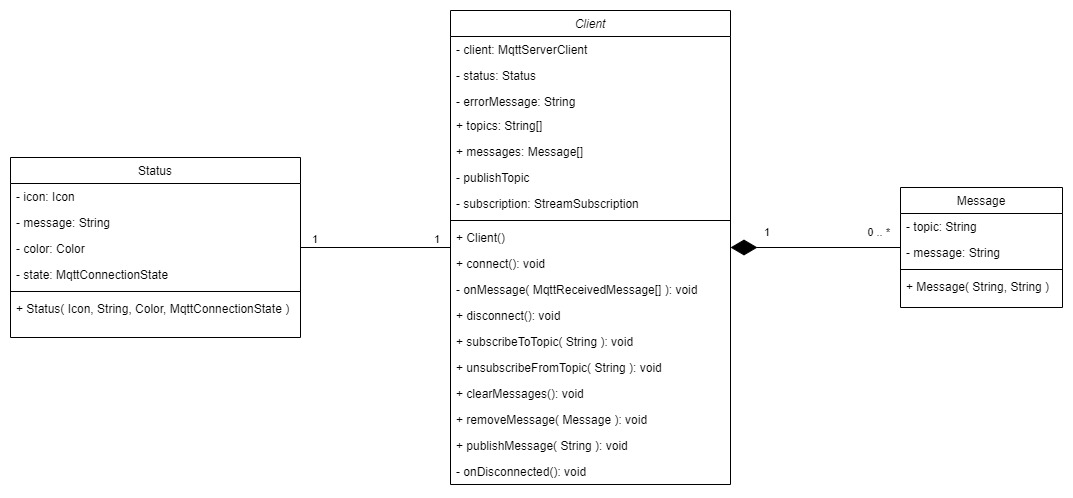 Status
- icon: Icon
- message: String
- color: Color
- state: MqttConnectionState
+ Status( Icon, String, Color, MqttConnectionState )
1
1
Client
- client: MqttServerClient
- status: Status
- errorMessage: String
+ topics: String[]
+ messages: Message[]
- publishTopic
- subscription: StreamSubscription
+ Client()
+ connect(): void
- onMessage( MqttReceivedMessage[] ): void
+ disconnect(): void
+ subscribeToTopic( String ): void
+ unsubscribeFromTopic( String ): void
+ clearMessages(): void
+ removeMessage( Message ): void
+ publishMessage( String ): void
- onDisconnected(): void
1
0 .. *
Message
- topic: String
- message: String
+ Message( String, String )